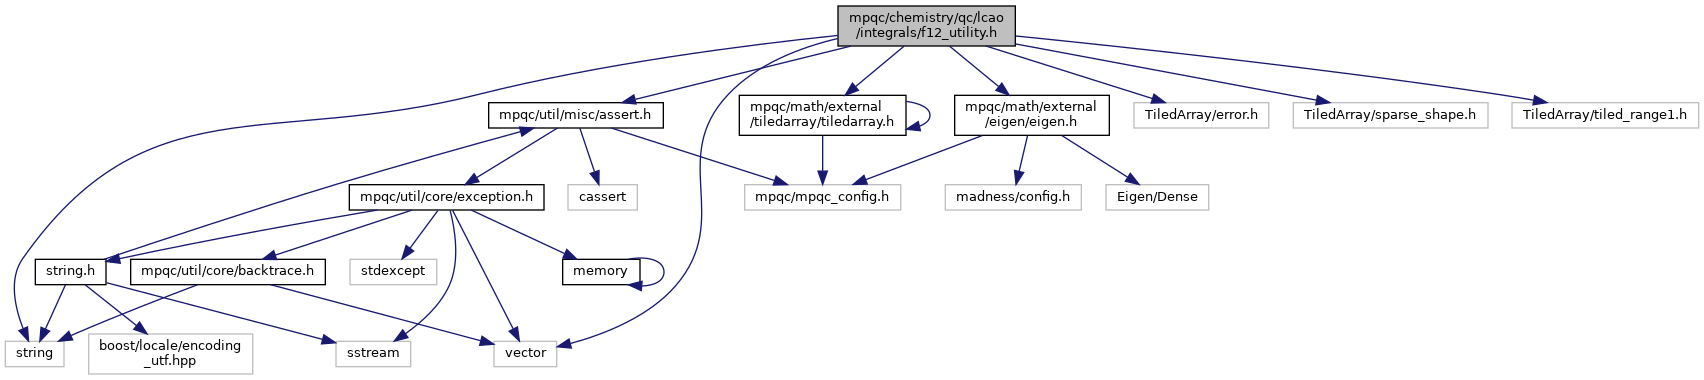 mpqc/chemistry/qc/lcao
/integrals/f12_utility.h
mpqc/util/misc/assert.h
mpqc/math/external
/tiledarray/tiledarray.h
mpqc/math/external
/eigen/eigen.h
TiledArray/error.h
TiledArray/sparse_shape.h
TiledArray/tiled_range1.h
mpqc/util/core/exception.h
cassert
mpqc/mpqc_config.h
madness/config.h
Eigen/Dense
string.h
mpqc/util/core/backtrace.h
stdexcept
memory
string
boost/locale/encoding
_utf.hpp
sstream
vector